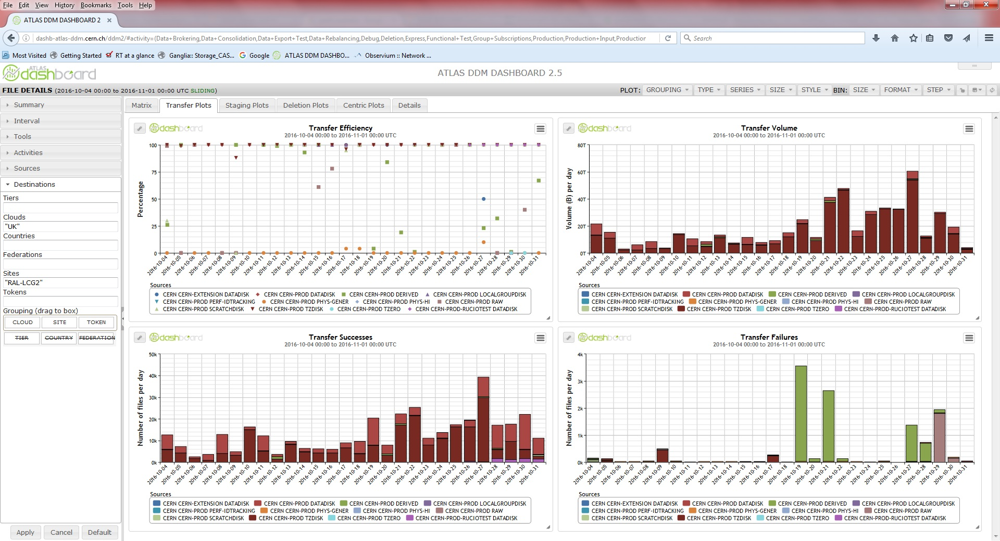 File Edit View History Bookmarks Tools Help
ATLAS DDM DASHBOARD 2 ×
dashb-atlas-ddm.cern.ch/ddm2/#activity=(Data+Brokering,Data+Consolidation,Data+Export+Test,Data+Rebalancing,Debug,Deletion,Express,Functional+Test,Group+Subscriptions,Production,Production+Input,Production
Search
Most Visited Getting Started RT at a glance Ganglia:: Storage_CAS... Google ATLAS DDM DASHBO... Observium :: Network ...
ATLAS dashboard
ATLAS DDM DASHBOARD 2.5
FILE DETAILS (2016-10-04 00:00 to 2016-11-01 00:00 UTC SLIDING)
PLOT: GROUPING TYPE SERIES SIZE STYLE BIN: SIZE FORMAT STEP
Summary
Interval
Tools
Activities
Sources
Destinations
Tiers
Clouds
"UK"
Countries
Federations
Sites
"RAL-LCG2"
Tokens
Grouping (drag to box)
CLOUD SITE TOKEN
TIER COUNTRY FEDERATION
Apply Cancel Default
Matrix Transfer Plots Staging Plots Deletion Plots Centric Plots Details
dashboard
Transfer Efficiency
2016-10-04 00:00 to 2016-11-01 00:00 UTC
Percentage
100
75
50
25
0
2016-10-04 2016-10-05 2016-10-06 2016-10-07 2016-10-08 2016-10-09 2016-10-10 2016-10-11 2016-10-12 2016-10-13 2016-10-14 2016-10-15 2016-10-16 2016-10-17 2016-10-18 2016-10-19 2016-10-20 2016-10-21 2016-10-22 2016-10-23 2016-10-24 2016-10-25 2016-10-26 2016-10-27 2016-10-28 2016-10-29 2016-10-30 2016-10-31
Sources
CERN CERN-EXTENSION DATADISK CERN CERN-PROD DATADISK CERN CERN-PROD DERIVED CERN CERN-PROD LOCALGROUPDISK
CERN CERN-PROD PERF-IDTRACKING CERN CERN-PROD PHYS-GENER CERN CERN-PROD PHYS-HI CERN CERN-PROD RAW
CERN CERN-PROD SCRATCHDISK CERN CERN-PROD TZDISK CERN CERN-PROD TZERO CERN CERN-PROD-RUCIOTEST DATADISK
dashboard
Transfer Volume
2016-10-04 00:00 to 2016-11-01 00:00 UTC
Volume (B) per day
80T
60T
40T
20T
0T
2016-10-04 2016-10-05 2016-10-06 2016-10-07 2016-10-08 2016-10-09 2016-10-10 2016-10-11 2016-10-12 2016-10-13 2016-10-14 2016-10-15 2016-10-16 2016-10-17 2016-10-18 2016-10-19 2016-10-20 2016-10-21 2016-10-22 2016-10-23 2016-10-24 2016-10-25 2016-10-26 2016-10-27 2016-10-28 2016-10-29 2016-10-30 2016-10-31
Sources
CERN CERN-EXTENSION DATADISK CERN CERN-PROD DATADISK CERN CERN-PROD DERIVED CERN CERN-PROD LOCALGROUPDISK
CERN CERN-PROD PERF-IDTRACKING CERN CERN-PROD PHYS-GENER CERN CERN-PROD PHYS-HI CERN CERN-PROD RAW
CERN CERN-PROD SCRATCHDISK CERN CERN-PROD TZDISK CERN CERN-PROD TZERO CERN CERN-PROD-RUCIOTEST DATADISK
dashboard
Transfer Successes
2016-10-04 00:00 to 2016-11-01 00:00 UTC
Number of files per day
50k
40k
30k
20k
10k
0k
2016-10-04 2016-10-05 2016-10-06 2016-10-07 2016-10-08 2016-10-09 2016-10-10 2016-10-11 2016-10-12 2016-10-13 2016-10-14 2016-10-15 2016-10-16 2016-10-17 2016-10-18 2016-10-19 2016-10-20 2016-10-21 2016-10-22 2016-10-23 2016-10-24 2016-10-25 2016-10-26 2016-10-27 2016-10-28 2016-10-29 2016-10-30 2016-10-31
Sources
CERN CERN-EXTENSION DATADISK CERN CERN-PROD DATADISK CERN CERN-PROD DERIVED CERN CERN-PROD LOCALGROUPDISK
CERN CERN-PROD PERF-IDTRACKING CERN CERN-PROD PHYS-GENER CERN CERN-PROD PHYS-HI CERN CERN-PROD RAW
CERN CERN-PROD SCRATCHDISK CERN CERN-PROD TZDISK CERN CERN-PROD TZERO CERN CERN-PROD-RUCIOTEST DATADISK
dashboard
Transfer Failures
2016-10-04 00:00 to 2016-11-01 00:00 UTC
Number of files per day
4k
3k
2k
1k
0k
2016-10-04 2016-10-05 2016-10-06 2016-10-07 2016-10-08 2016-10-09 2016-10-10 2016-10-11 2016-10-12 2016-10-13 2016-10-14 2016-10-15 2016-10-16 2016-10-17 2016-10-18 2016-10-19 2016-10-20 2016-10-21 2016-10-22 2016-10-23 2016-10-24 2016-10-25 2016-10-26 2016-10-27 2016-10-28 2016-10-29 2016-10-30 2016-10-31
Sources
CERN CERN-EXTENSION DATADISK CERN CERN-PROD DATADISK CERN CERN-PROD DERIVED CERN CERN-PROD LOCALGROUPDISK
CERN CERN-PROD PERF-IDTRACKING CERN CERN-PROD PHYS-GENER CERN CERN-PROD PHYS-HI CERN CERN-PROD RAW
CERN CERN-PROD SCRATCHDISK CERN CERN-PROD TZDISK CERN CERN-PROD TZERO CERN CERN-PROD-RUCIOTEST DATADISK